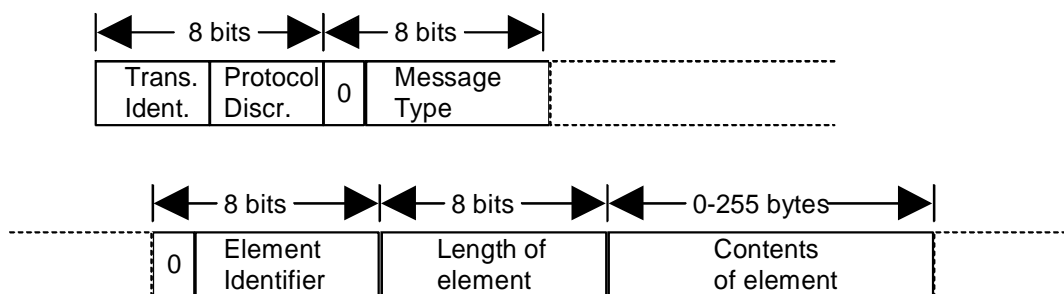 8 bits 8 bits
Trans. Protocol 0 Message
Ident. Discr. Type
8 bits 8 bits 0-255 bytes
0 Element Length of Contents
Identifier element of element